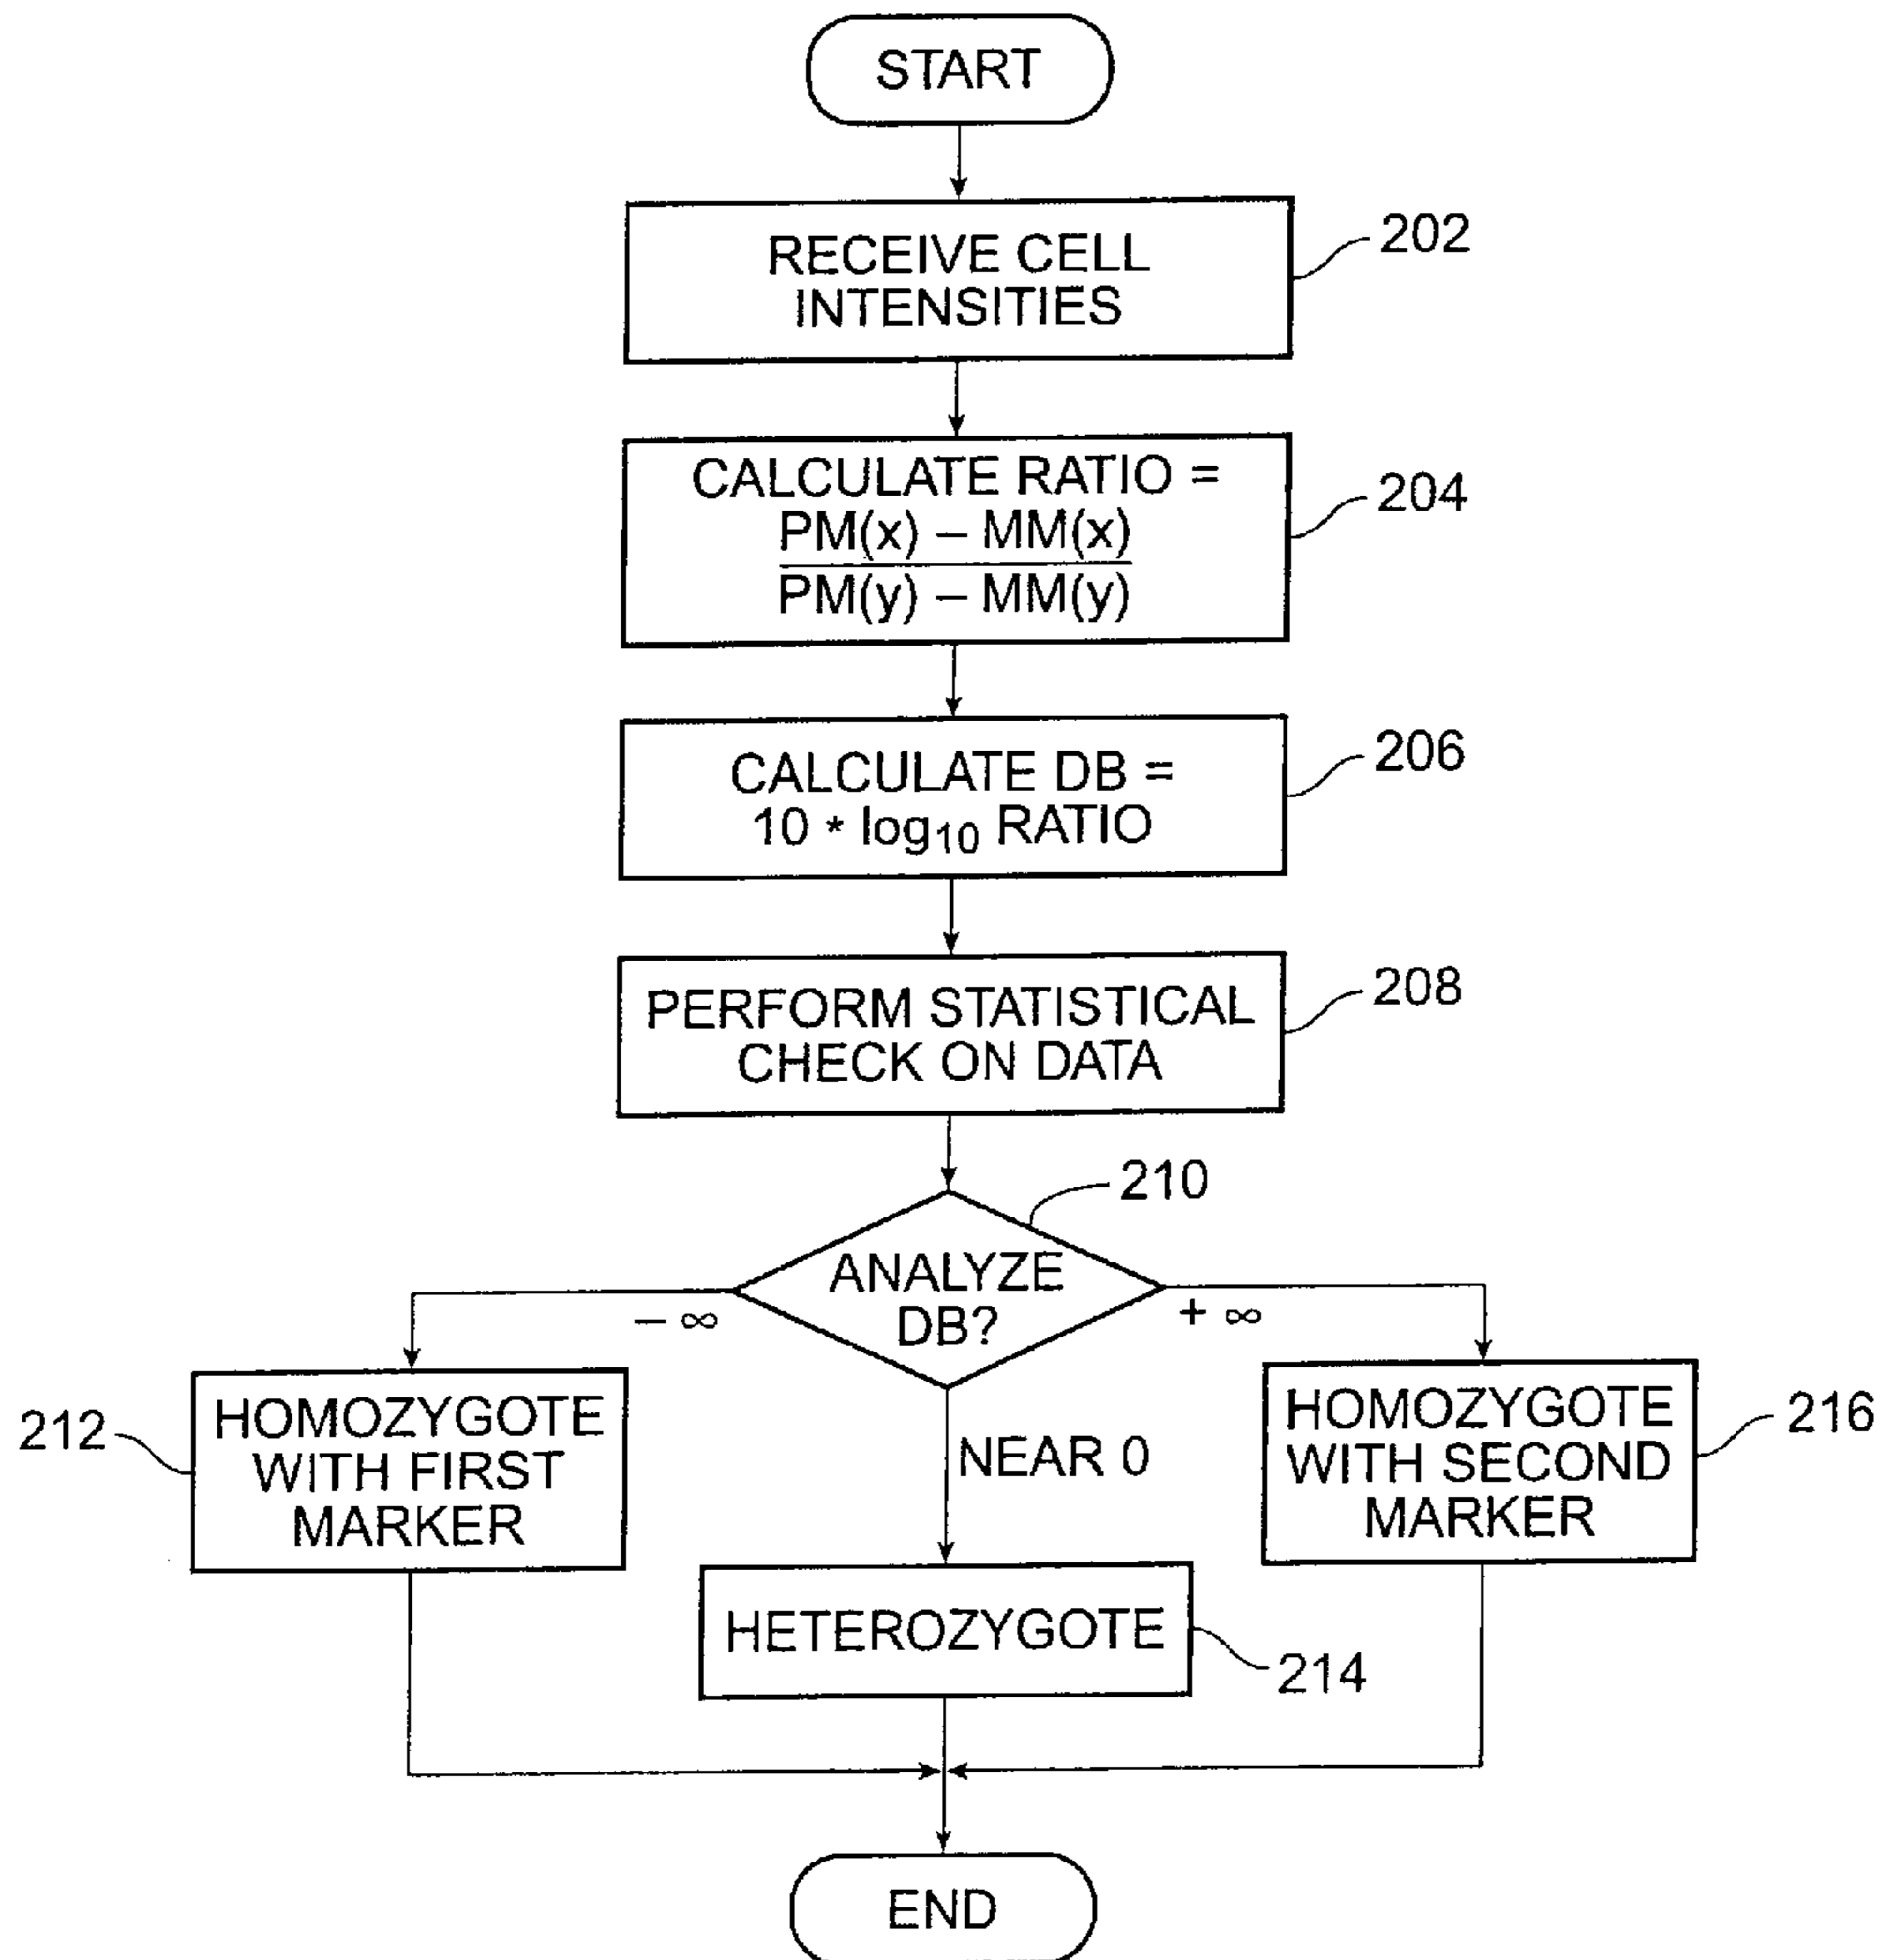 START
RECEIVE CELL
INTENSITIES
202
CALCULATE RATIO =
PM(x) – MM(x)
PM(y) – MM(y)
204
CALCULATE DB =
10 * log10 RATIO
206
PERFORM STATISTICAL
CHECK ON DATA
208
210
ANALYZE
DB?
– ∞
+ ∞
212
HOMOZYGOTE
WITH FIRST
MARKER
NEAR 0
HOMOZYGOTE
WITH SECOND
MARKER
216
HETEROZYGOTE
214
END